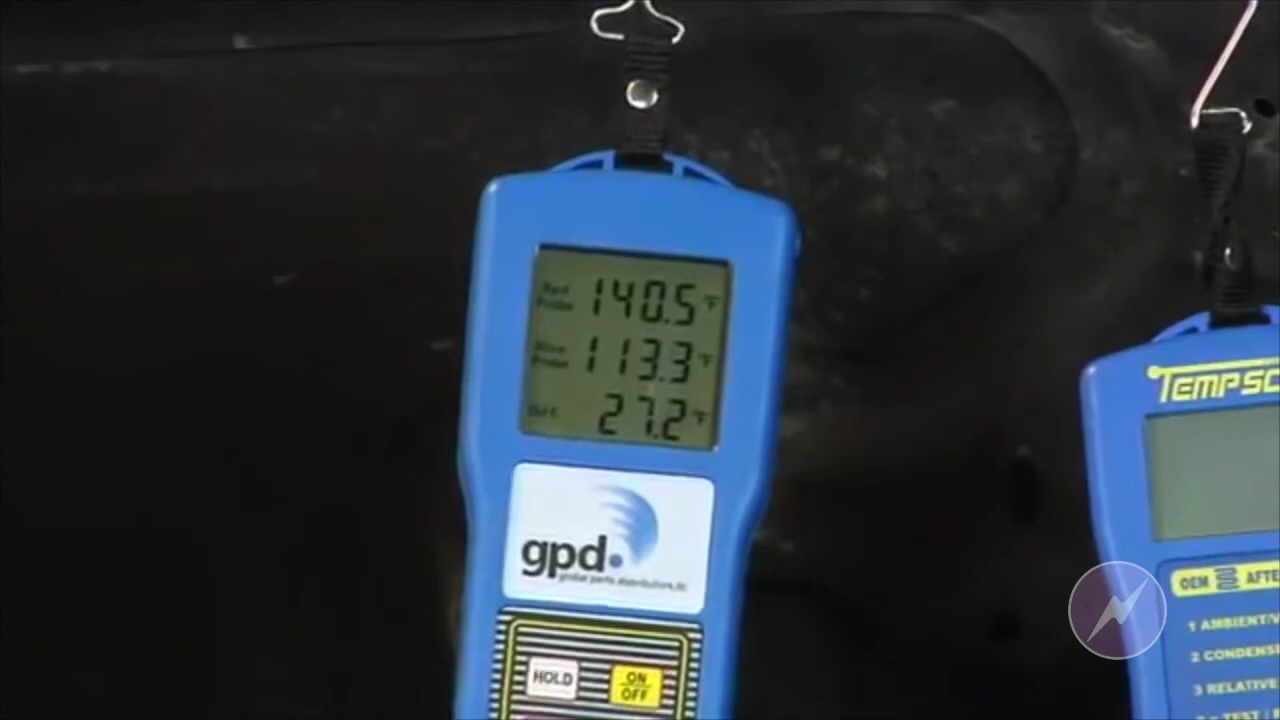 Red Probe 140.5 °F
Blue Probe 113.3 °F
Diff. 27.2 °F
gpd.
global parts distributors, llc
HOLD
ON
OFF
TEMPSC
OEM AFTE
1 AMBIENT/V
2 CONDENS
3 RELATIVE